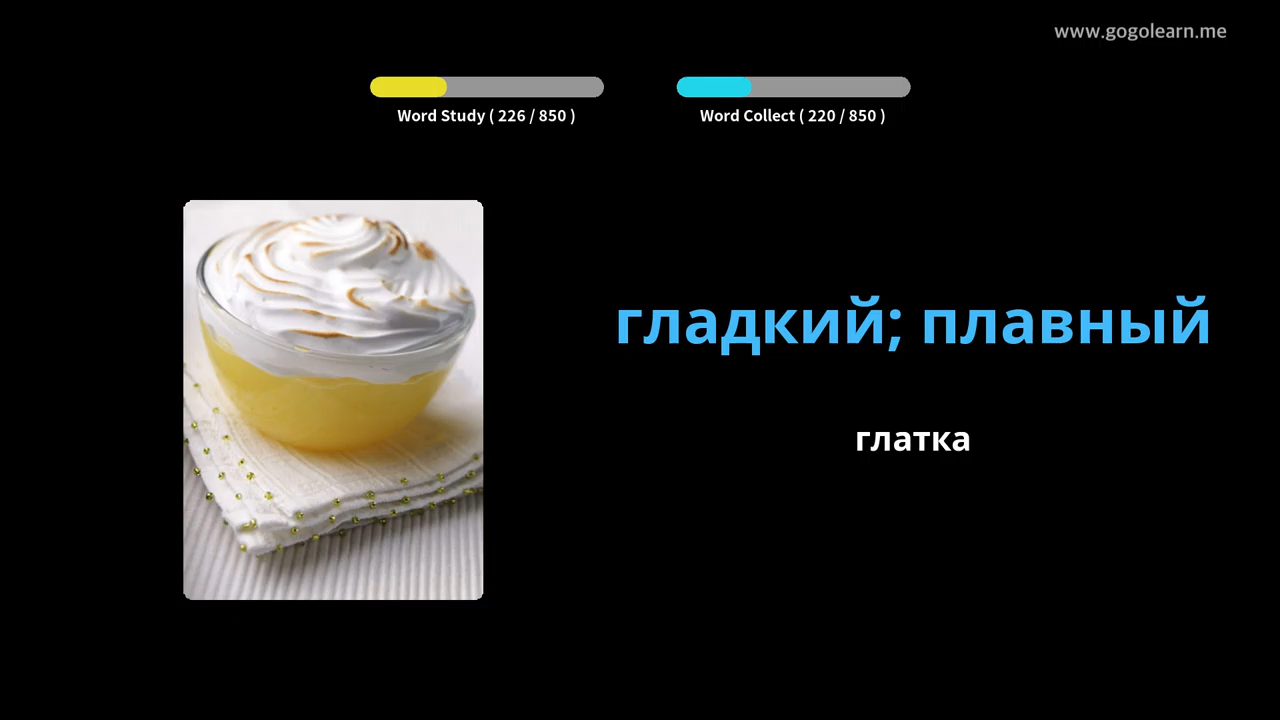 www.gogolearn.me
Word Study ( 226 / 850 )
Word Collect ( 220 / 850 )
гладкий; плавный
глатка